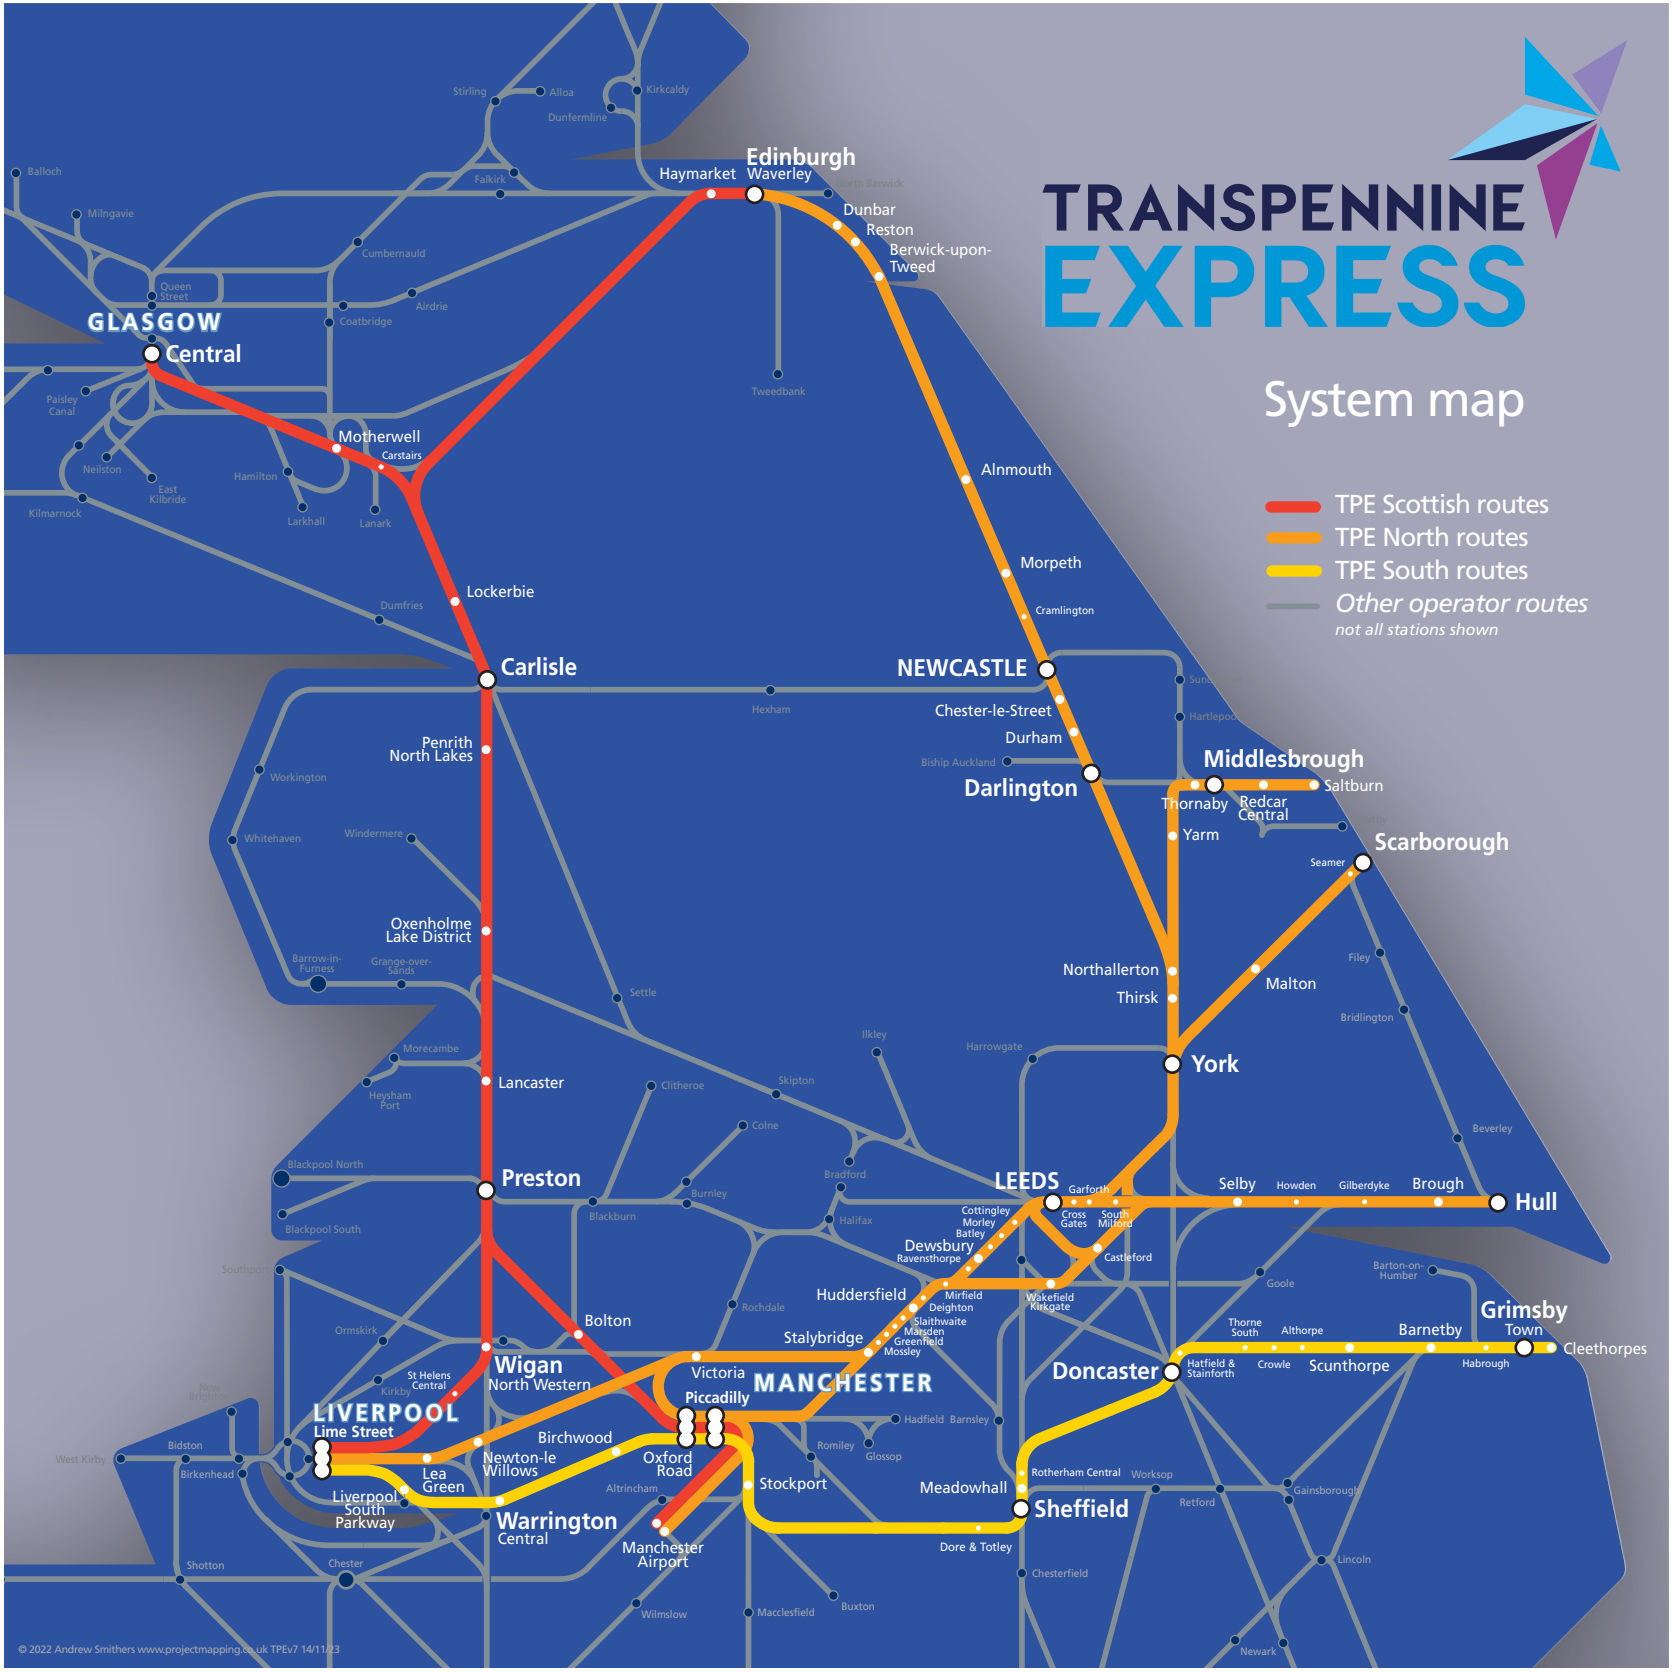 Stirling
Alloa
Kirkcaldy
Dunfermline
Balloch
Falkirk
Milngavie
Haymarket
Edinburgh
Waverley
North Berwick
Dunbar
Reston
Berwick-upon-
Tweed
Cumbernauld
Queen
Street
Airdrie
Coatbridge
GLASGOW
Central
Paisley
Canal
Tweedbank
Motherwell
Carstairs
Neilston
East
Kilbride
Hamilton
Larkhall
Lanark
Kilmarnock
Lockerbie
Dumfries
TRANSPENNINE
EXPRESS
System map
TPE Scottish routes
TPE North routes
TPE South routes
Other operator routes
not all stations shown
Alnmouth
Morpeth
Cramlington
Carlisle
NEWCASTLE
Hexham
Chester-le-Street
Durham
Biship Auckland
Darlington
Middlesbrough
Thornaby
Redcar
Central
Saltburn
Yarm
Scarborough
Seamer
Penrith
North Lakes
Workington
Whitehaven
Windermere
Oxenholme
Lake District
Barrow-in-
Furness
Grange-over-
Sands
Settle
Northallerton
Thirsk
Malton
Filey
Bridlington
Ilkley
Harrowgate
York
Morecambe
Heysham
Port
Lancaster
Clitheroe
Skipton
Colne
Beverley
Blackpool North
Preston
Burnley
Bradford
Blackpool South
Blackburn
Halifax
LEEDS
Garforth
Cross
Gates
South
Milford
Selby
Howden
Gilberdyke
Brough
Hull
Cottingley
Morley
Batley
Dewsbury
Ravensthorpe
Castleford
Southport
Huddersfield
Mirfield
Deighton
Wakefield
Kirkgate
Goole
Barton-on-
Humber
Slaithwaite
Marsden
Greenfield
Mossley
Stalybridge
Rochdale
Bolton
Ormskirk
Wigan
North Western
St Helens
Central
Kirkby
Victoria
MANCHESTER
Piccadilly
Thorne
South
Althorpe
Barnetby
Grimsby
Town
Cleethorpes
Doncaster
Hatfield &
Stainforth
Crowle
Scunthorpe
Habrough
New
Brighton
LIVERPOOL
Lime Street
West Kirby
Bidston
Birkenhead
Newton-le
Willows
Lea
Green
Birchwood
Oxford
Road
Hadfield
Barnsley
Romiley
Glossop
Liverpool
South
Parkway
Warrington
Central
Altrincham
Stockport
Manchester
Airport
Meadowhall
Rotherham Central
Sheffield
Dore & Totley
Worksop
Retford
Gainsborough
Shotton
Chester
Wilmslow
Macclesfield
Buxton
Chesterfield
Lincoln
Newark
© 2022 Andrew Smithers www.projectmapping.co.uk TPEv7 14/11/23